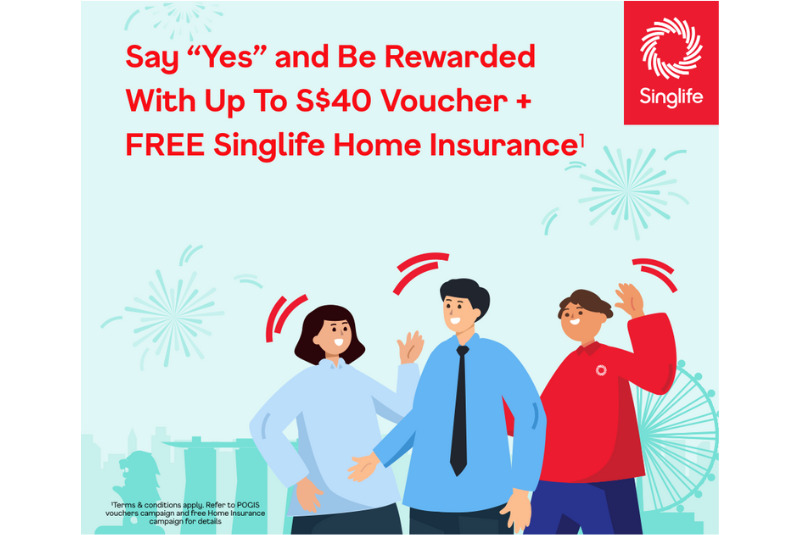 Say “Yes” and Be Rewarded
With Up To S$40 Voucher +
FREE Singlife Home Insurance¹
Singlife
¹Terms & conditions apply. Refer to POGIS
vouchers campaign and free Home Insurance
campaign for details